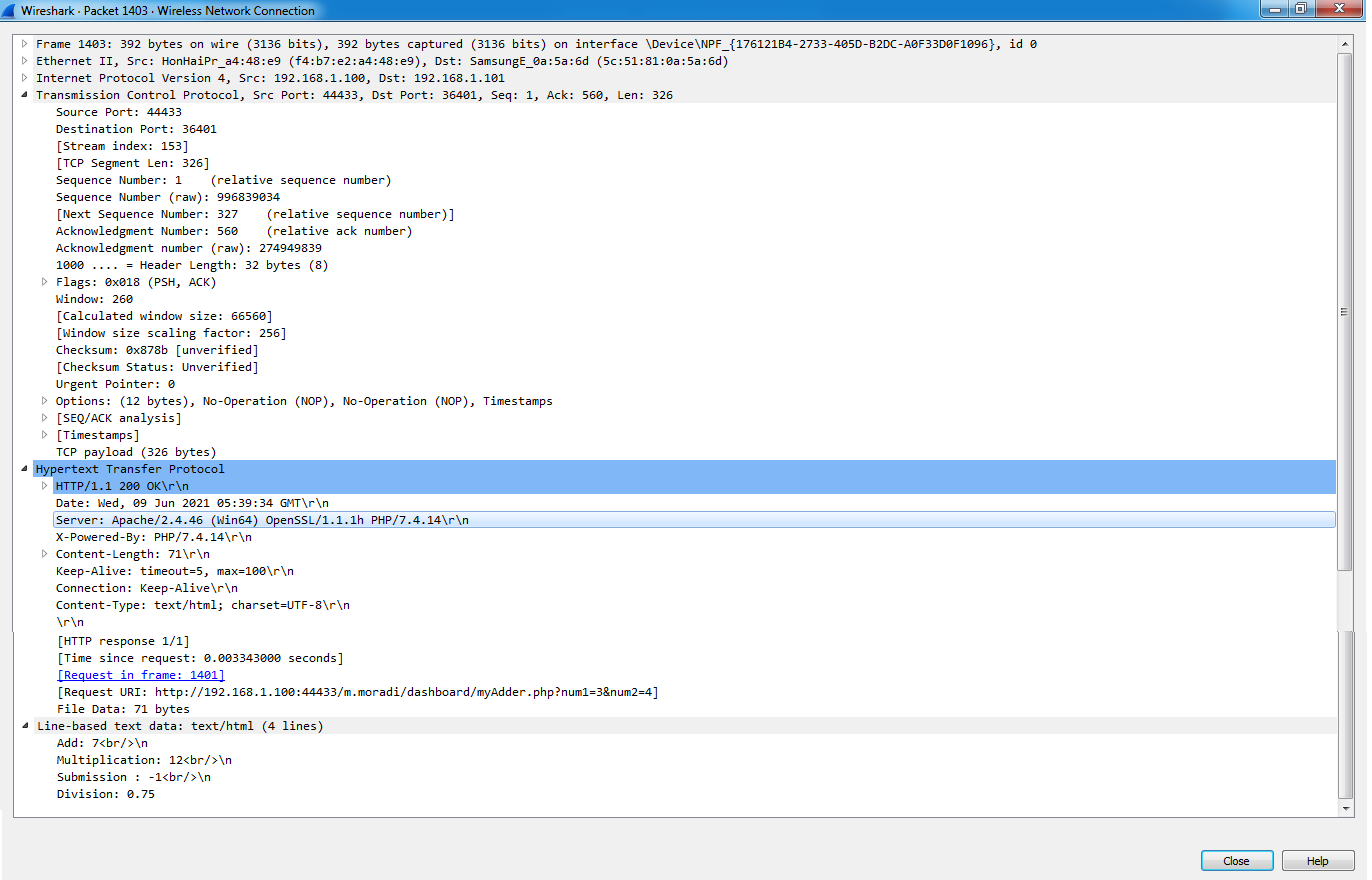 Wireshark · Packet 1403 · Wireless Network Connection
Frame 1403: 392 bytes on wire (3136 bits), 392 bytes captured (3136 bits) on interface \Device\NPF_{176121B4-2733-405D-B2DC-A0F33D0F1096}, id 0
Ethernet II, Src: HonHaiPr_a4:48:e9 (f4:b7:e2:a4:48:e9), Dst: SamsungE_0a:5a:6d (5c:51:81:0a:5a:6d)
Internet Protocol Version 4, Src: 192.168.1.100, Dst: 192.168.1.101
Transmission Control Protocol, Src Port: 44433, Dst Port: 36401, Seq: 1, Ack: 560, Len: 326
Source Port: 44433
Destination Port: 36401
[Stream index: 153]
[TCP Segment Len: 326]
Sequence Number: 1    (relative sequence number)
Sequence Number (raw): 996839034
[Next Sequence Number: 327    (relative sequence number)]
Acknowledgment Number: 560    (relative ack number)
Acknowledgment number (raw): 274949839
1000 .... = Header Length: 32 bytes (8)
Flags: 0x018 (PSH, ACK)
Window: 260
[Calculated window size: 66560]
[Window size scaling factor: 256]
Checksum: 0x878b [unverified]
[Checksum Status: Unverified]
Urgent Pointer: 0
Options: (12 bytes), No-Operation (NOP), No-Operation (NOP), Timestamps
[SEQ/ACK analysis]
[Timestamps]
TCP payload (326 bytes)
Hypertext Transfer Protocol
HTTP/1.1 200 OK\r\n
Date: Wed, 09 Jun 2021 05:39:34 GMT\r\n
Server: Apache/2.4.46 (Win64) OpenSSL/1.1.1h PHP/7.4.14\r\n
X-Powered-By: PHP/7.4.14\r\n
Content-Length: 71\r\n
Keep-Alive: timeout=5, max=100\r\n
Connection: Keep-Alive\r\n
Content-Type: text/html; charset=UTF-8\r\n
\r\n
[HTTP response 1/1]
[Time since request: 0.003343000 seconds]
[Request in frame: 1401]
[Request URI: http://192.168.1.100:44433/m.moradi/dashboard/myAdder.php?num1=3&num2=4]
File Data: 71 bytes
Line-based text data: text/html (4 lines)
Add: 7<br/>\n
Multiplication: 12<br/>\n
Submission : -1<br/>\n
Division: 0.75
Close
Help